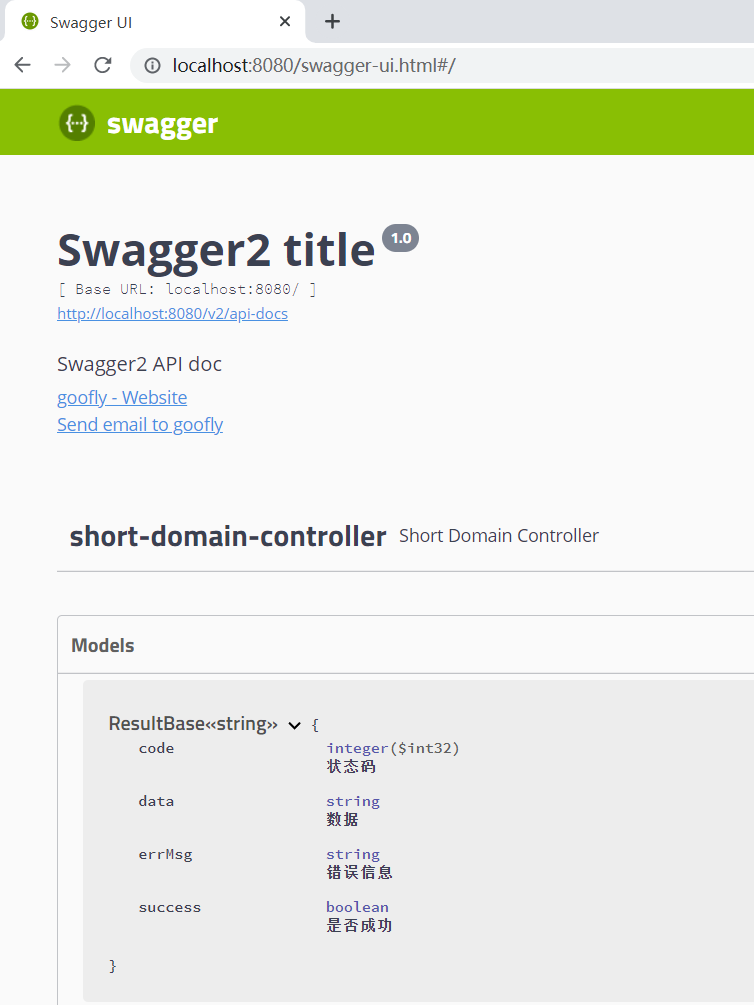 Swagger UI
localhost:8080/swagger-ui.html#/
{···} swagger
Swagger2 title 1.0
[ Base URL: localhost:8080/ ]
http://localhost:8080/v2/api-docs
Swagger2 API doc
goofly - Website
Send email to goofly
short-domain-controller Short Domain Controller
Models
ResultBase«string» {
code integer($int32)
状态码
data string
数据
errMsg string
错误信息
success boolean
是否成功
}